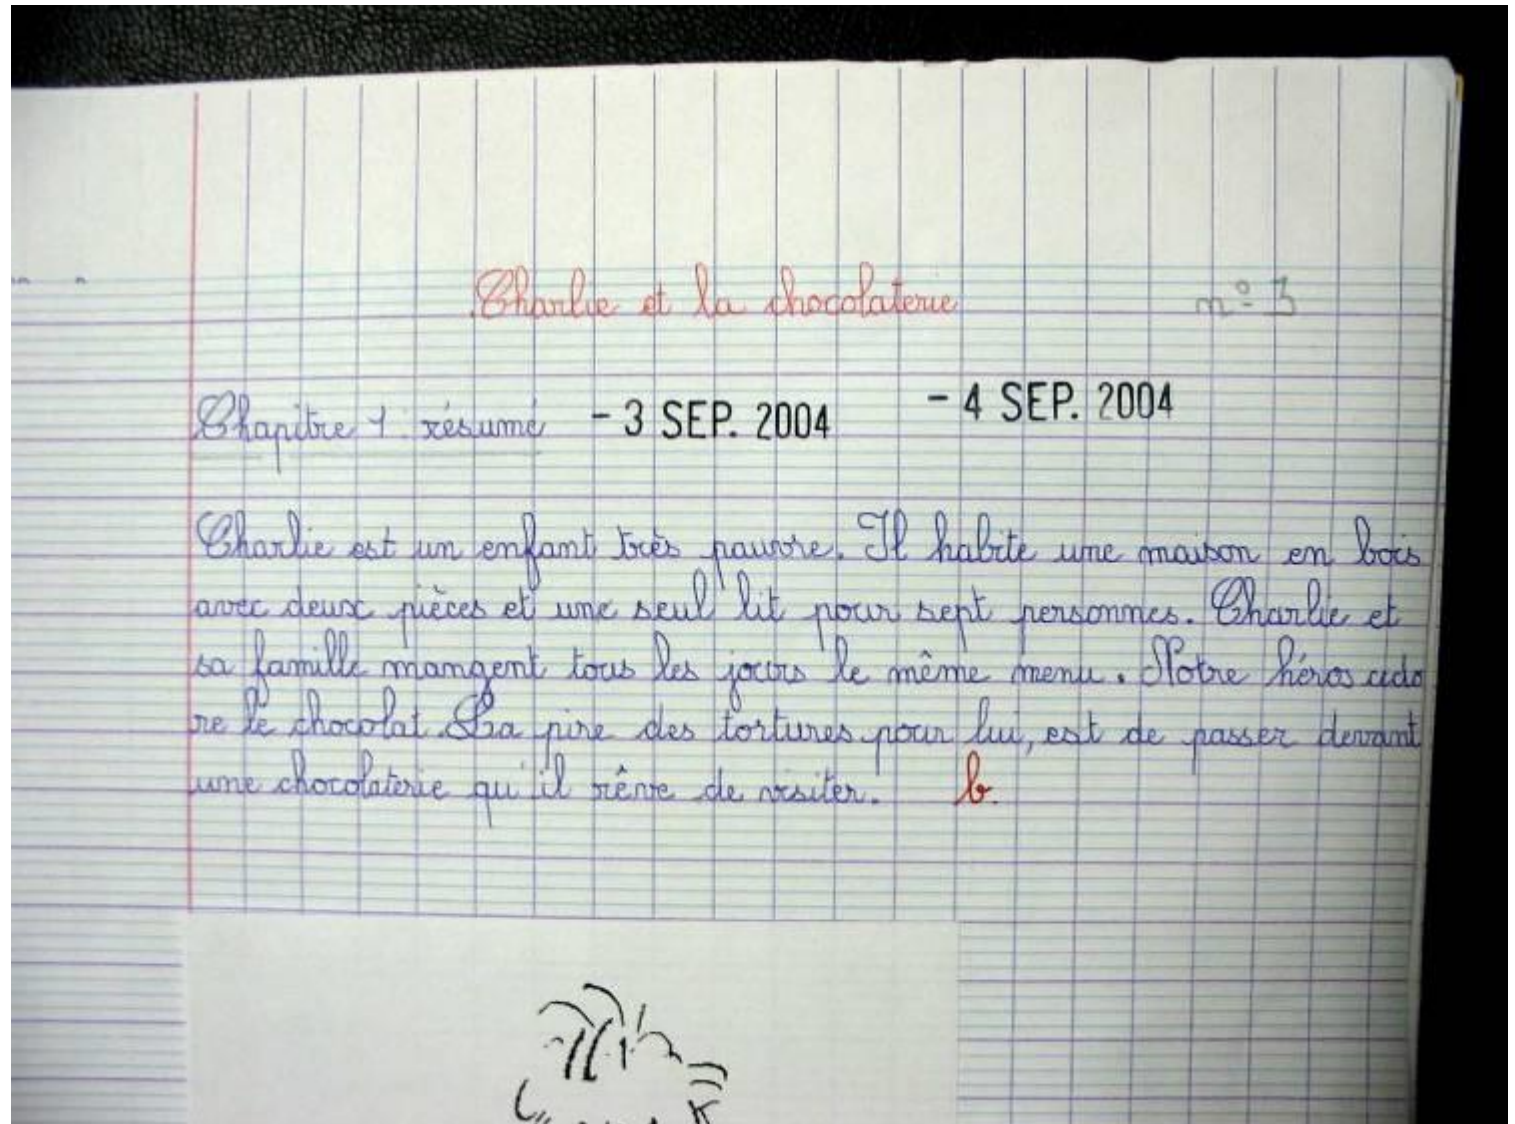 Charlie et la chocolaterie n° 3
Chapitre 1 : résumé - 3 SEP. 2004 - 4 SEP. 2004
Charlie est un enfant très pauvre. Il habite une maison en bois
avec deux pièces et une seul lit pour sept personnes. Charlie et
sa famille mangent tous les jours le même menu. Notre héros ado
re le chocolat. La pire des tortures pour lui, est de passer devant
une chocolaterie qu'il rêve de visiter. b.